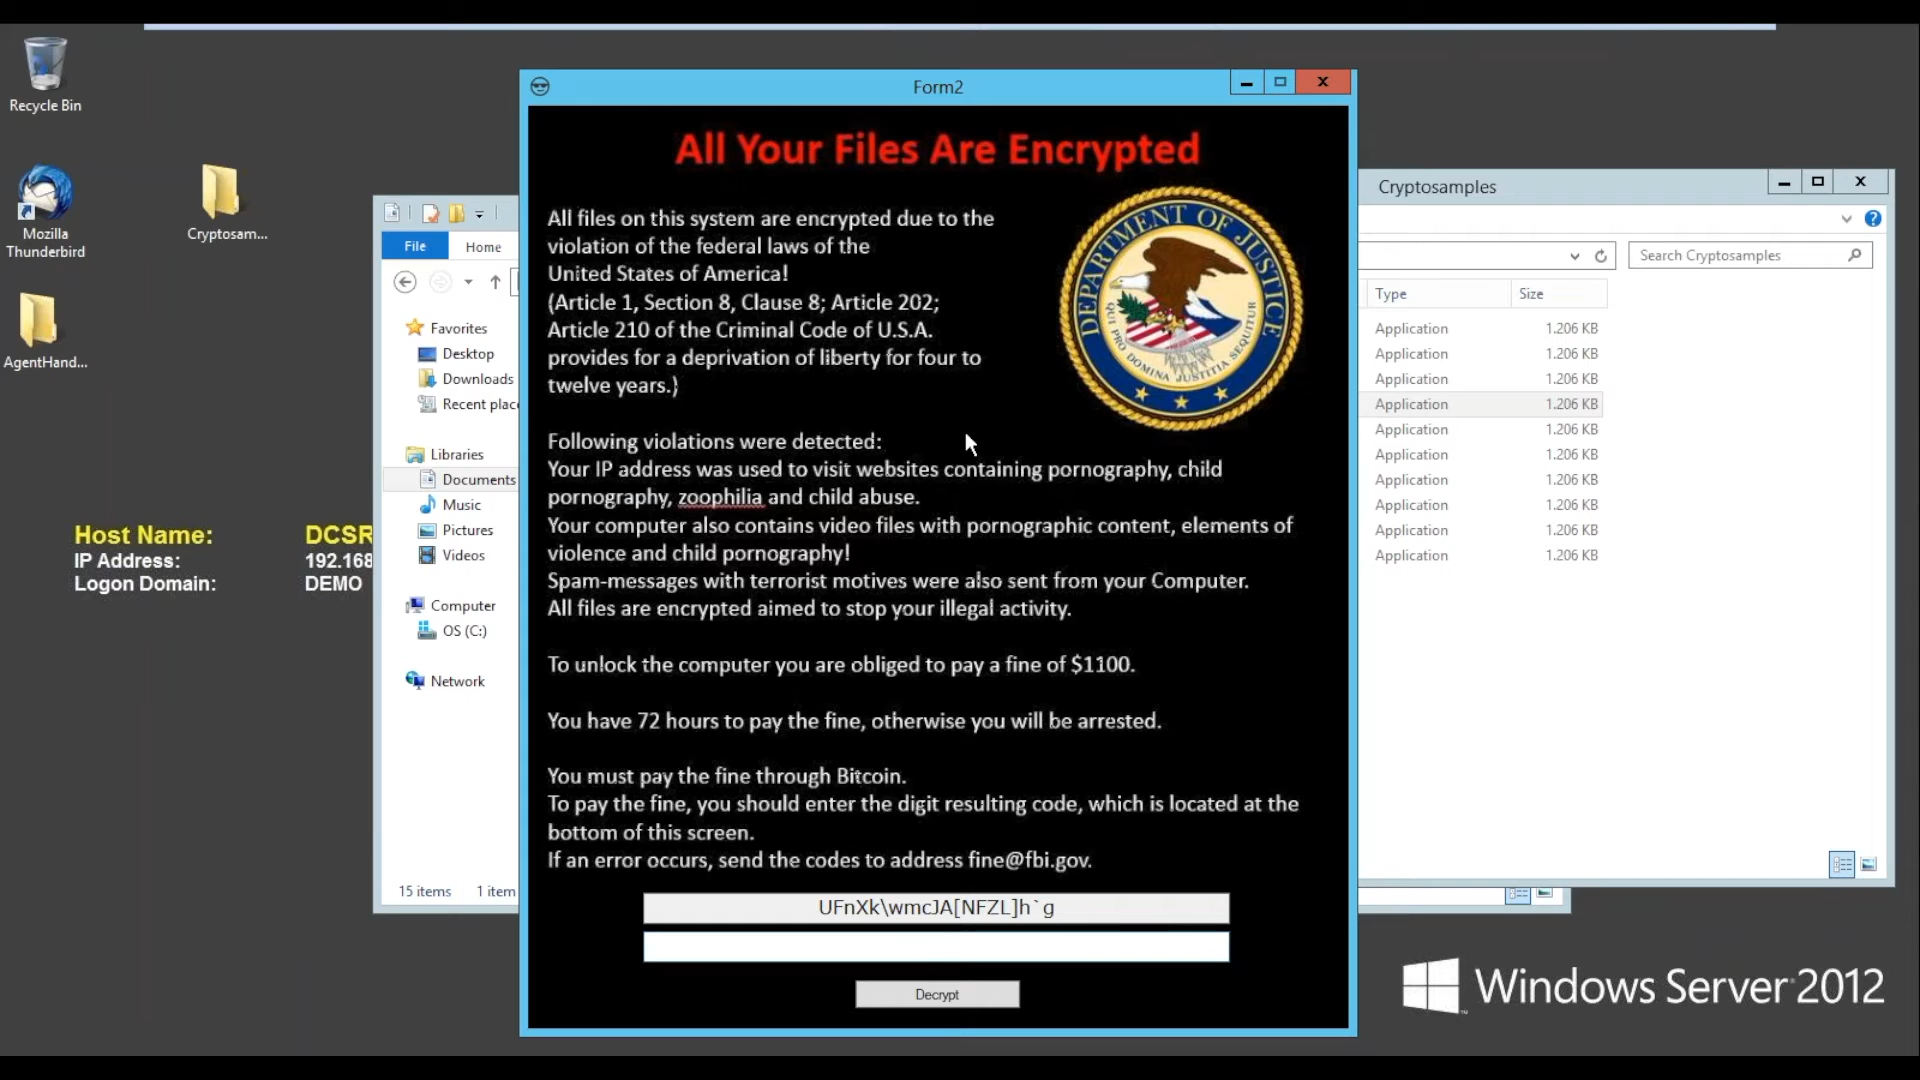 Recycle Bin
Mozilla
Thunderbird
Cryptosam...
AgentHand...
Host Name:
DCSR
IP Address:
192.168
Logon Domain:
DEMO
File
Home
Favorites
Desktop
Downloads
Recent plac
Libraries
Documents
Music
Pictures
Videos
Computer
OS (C:)
Network
15 items
1 item
Form2
All Your Files Are Encrypted
All files on this system are encrypted due to the
violation of the federal laws of the
United States of America!
(Article 1, Section 8, Clause 8; Article 202;
Article 210 of the Criminal Code of U.S.A.
provides for a deprivation of liberty for four to
twelve years.)
DEPARTMENT OF JUSTICE
QUI PRO DOMINA JUSTITIA SEQUITUR
Following violations were detected:
Your IP address was used to visit websites containing pornography, child
pornography, zoophilia and child abuse.
Your computer also contains video files with pornographic content, elements of
violence and child pornography!
Spam-messages with terrorist motives were also sent from your Computer.
All files are encrypted aimed to stop your illegal activity.
To unlock the computer you are obliged to pay a fine of $1100.
You have 72 hours to pay the fine, otherwise you will be arrested.
You must pay the fine through Bitcoin.
To pay the fine, you should enter the digit resulting code, which is located at the
bottom of this screen.
If an error occurs, send the codes to address fine@fbi.gov.
UFnXk\wmcJA[NFZL]h`g
Decrypt
Cryptosamples
Search Cryptosamples
Type Size
Application 1.206 KB
Application 1.206 KB
Application 1.206 KB
Application 1.206 KB
Application 1.206 KB
Application 1.206 KB
Application 1.206 KB
Application 1.206 KB
Application 1.206 KB
Application 1.206 KB
Windows Server 2012